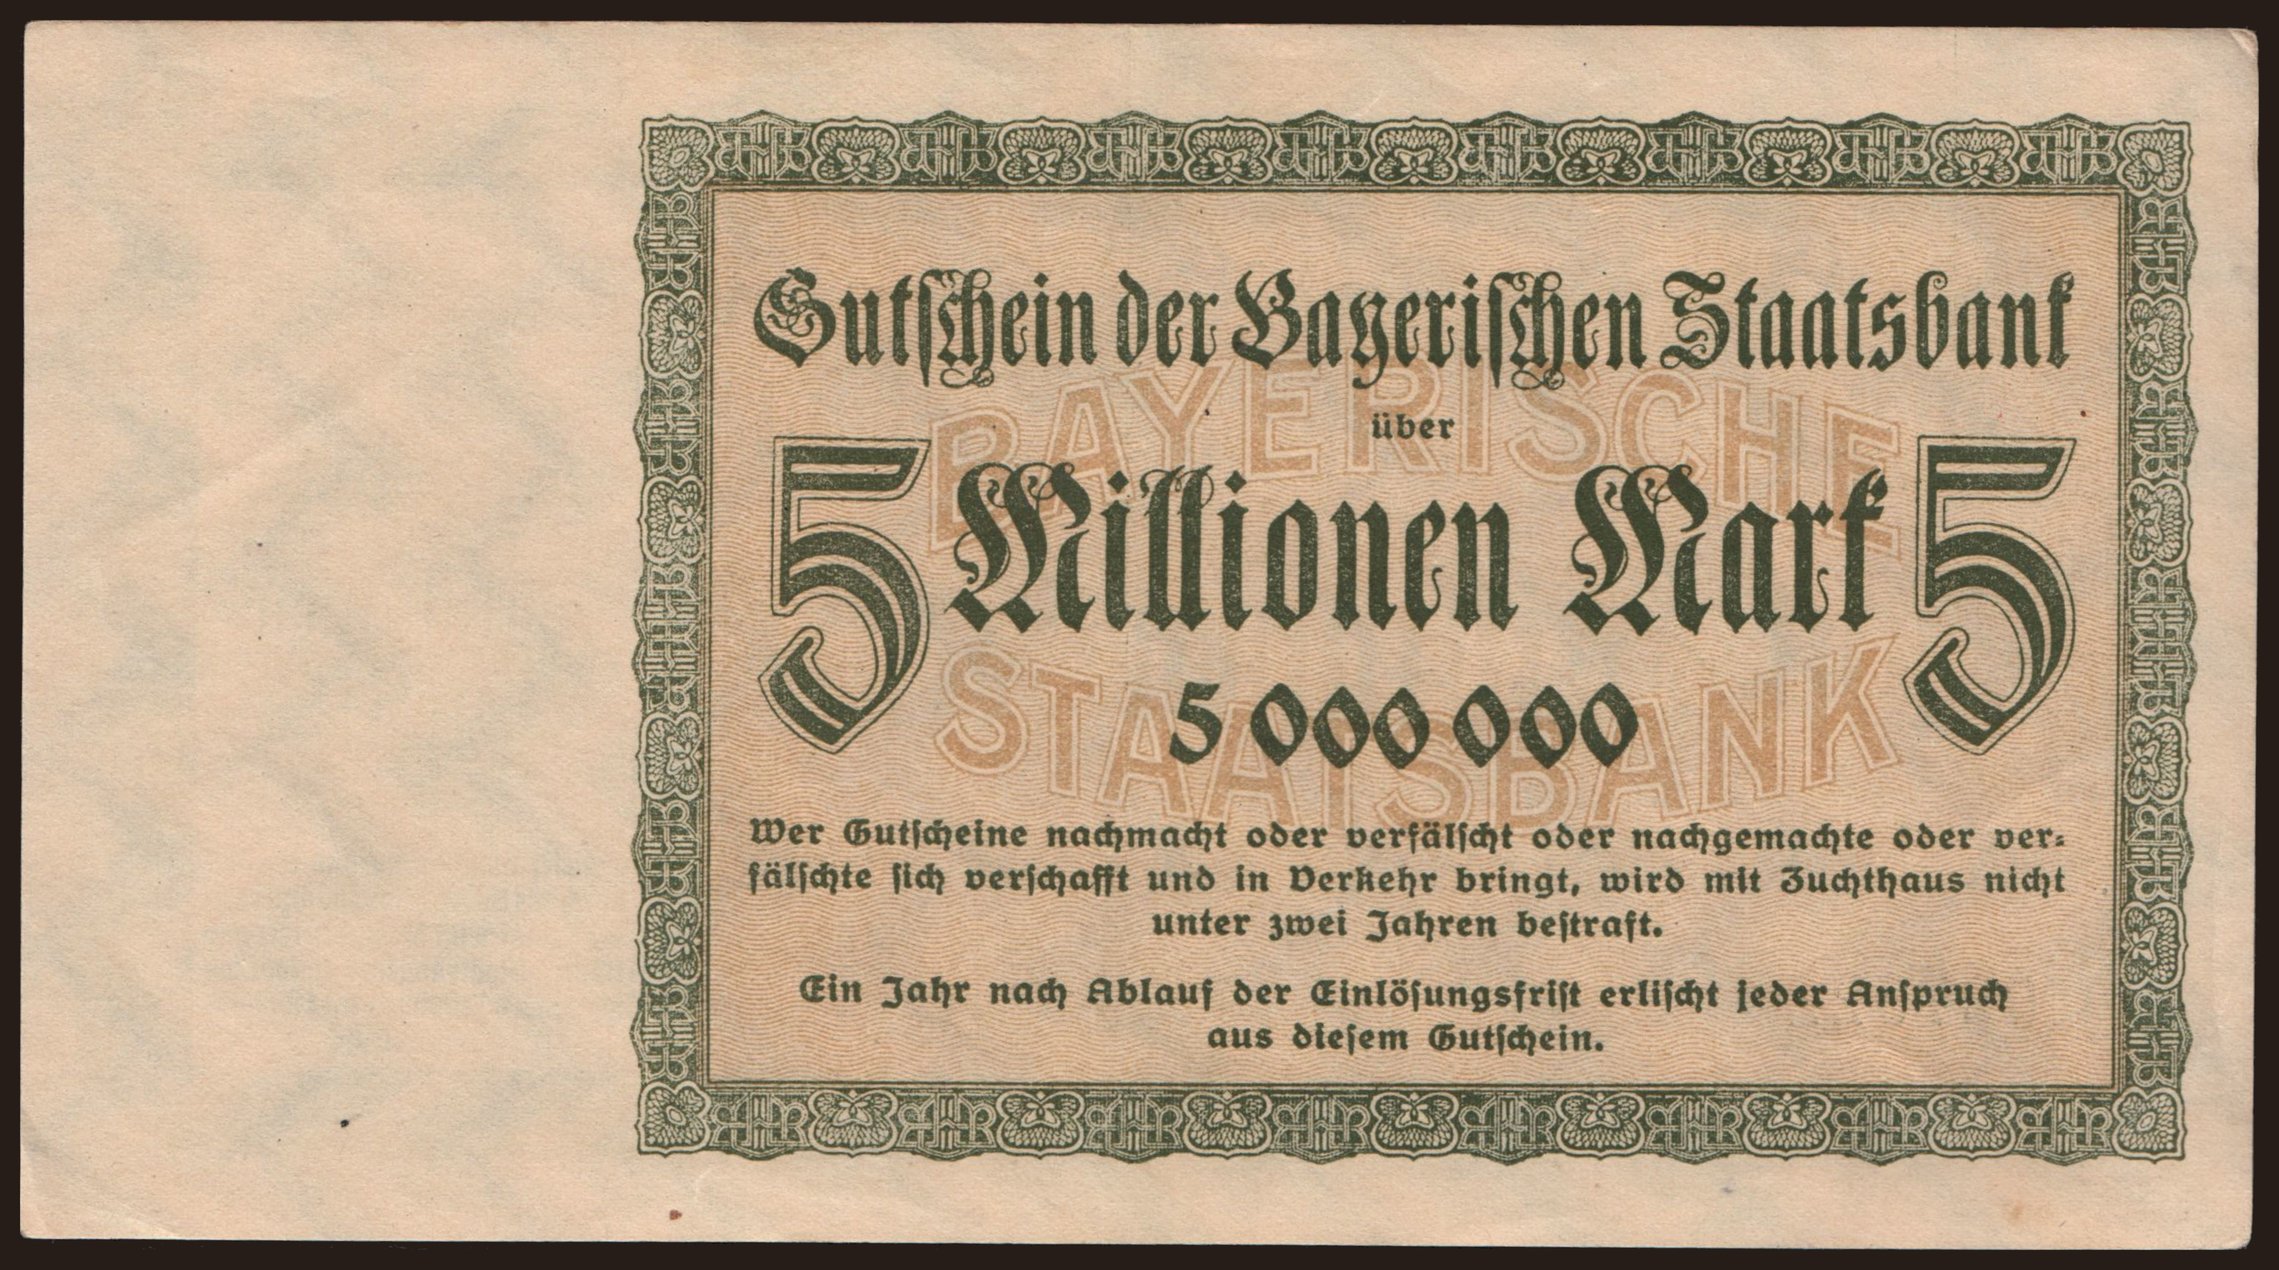 Gutschein der Bayerischen Staatsbank
über
5 Millionen Mark 5
5 000 000
BAYERISCHE
STAATSBANK
Wer Gutscheine nachmacht oder verfälscht oder nachgemachte oder ver-
fälschte sich verschafft und in Verkehr bringt, wird mit Zuchthaus nicht
unter zwei Jahren bestraft.
Ein Jahr nach Ablauf der Einlösungsfrist erlischt jeder Anspruch
aus diesem Gutschein.